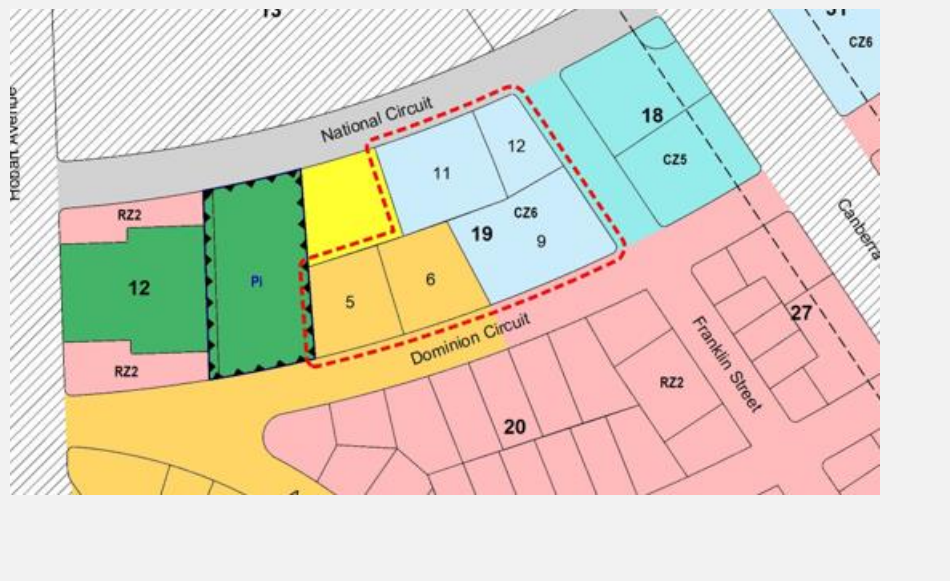 13
31
CZ6
Hobart Avenue
National Circuit
18
CZ5
12
11
RZ2
CZ6
19
9
Pi
12
6
5
Canberra
27
Dominion Circuit
Franklin Street
RZ2
RZ2
20